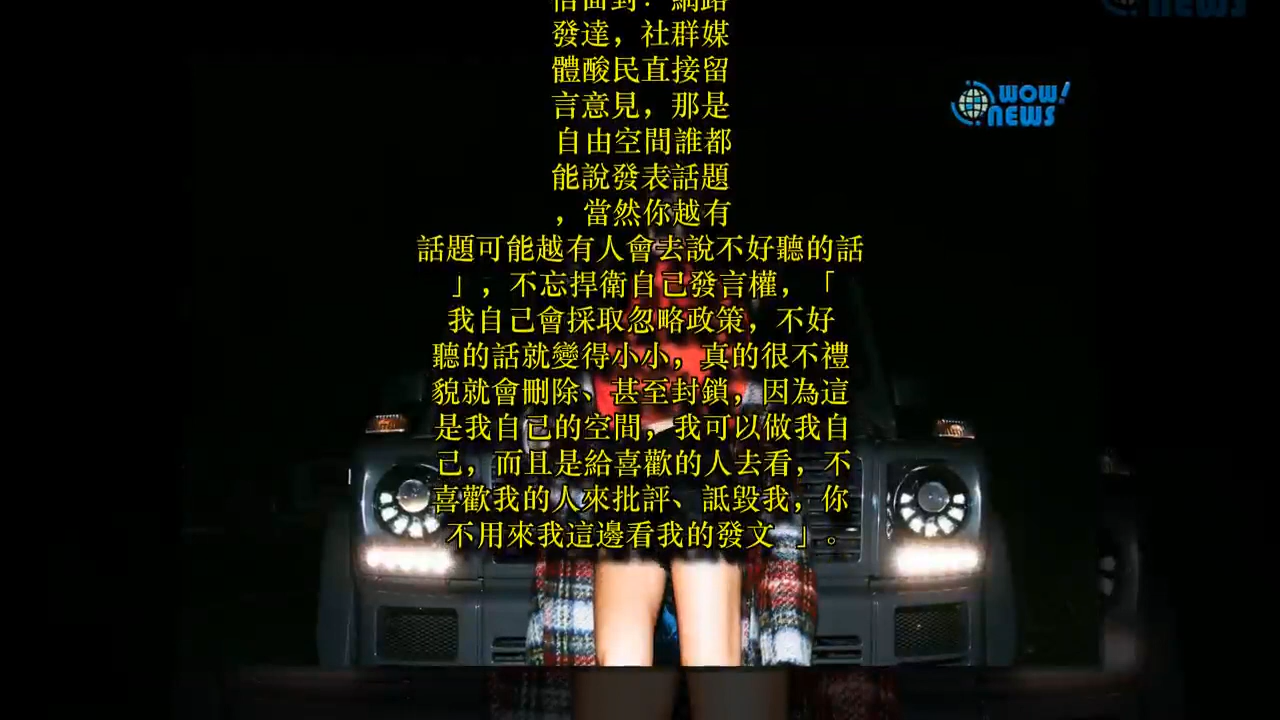 發達，社群媒
體酸民直接留
言意見，那是
自由空間誰都
能說發表話題
，當然你越有
話題可能越有人會去說不好聽的話
」，不忘捍衛自己發言權，「
我自己會採取忽略政策，不好
聽的話就變得小小，真的很不禮
貌就會刪除、甚至封鎖，因為這
是我自己的空間，我可以做我自
己，而且是給喜歡的人去看，不
喜歡我的人來批評、詆毀我，你
不用來我這邊看我的發文 」。
WOW!
NEWS
NEWS